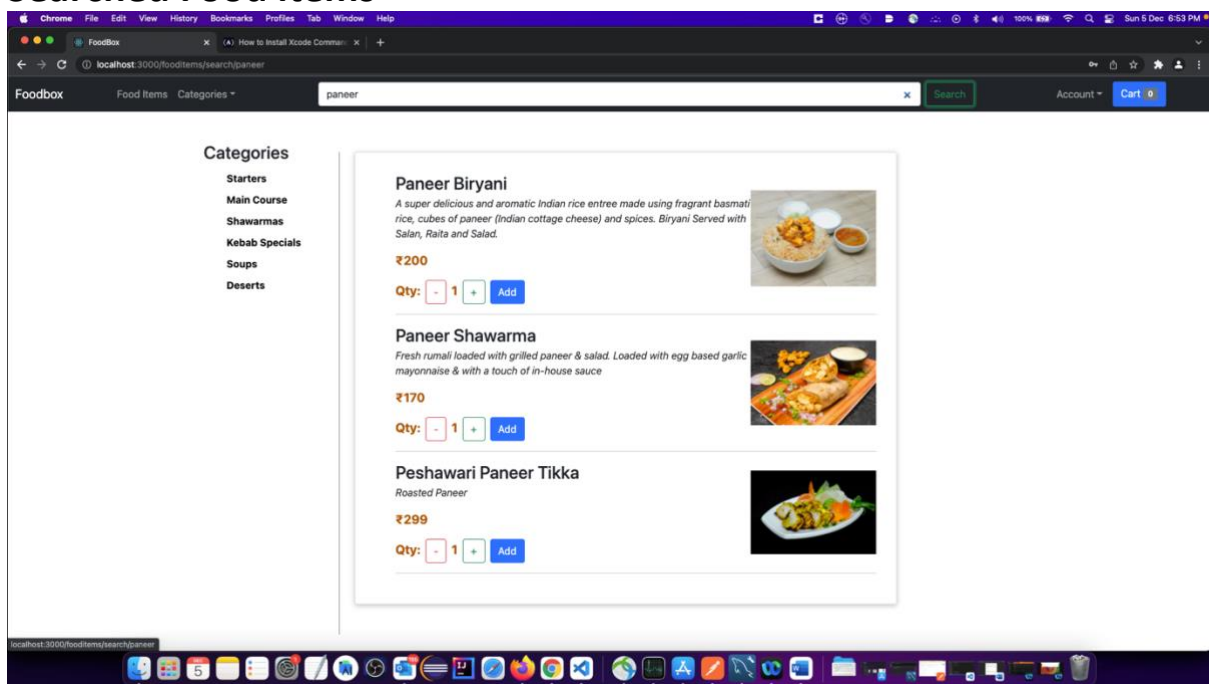 Searched Food Items
Chrome File Edit View History Bookmarks Profiles Tab Window Help 100% Sun 5 Dec 6:53 PM
FoodBox × (A) How to Install Xcode Comman × +
localhost:3000/fooditems/search/paneer
Foodbox Food Items Categories paneer × Search Account Cart 0
Categories
Starters
Main Course
Shawarmas
Kebab Specials
Soups
Deserts
Paneer Biryani
A super delicious and aromatic Indian rice entree made using fragrant basmati
rice, cubes of paneer (Indian cottage cheese) and spices. Biryani Served with
Salan, Raita and Salad.
₹200
Qty: - 1 + Add
Paneer Shawarma
Fresh rumali loaded with grilled paneer & salad. Loaded with egg based garlic
mayonnaise & with a touch of in-house sauce
₹170
Qty: - 1 + Add
Peshawari Paneer Tikka
Roasted Paneer
₹299
Qty: - 1 + Add
localhost:3000/fooditems/search/paneer
5